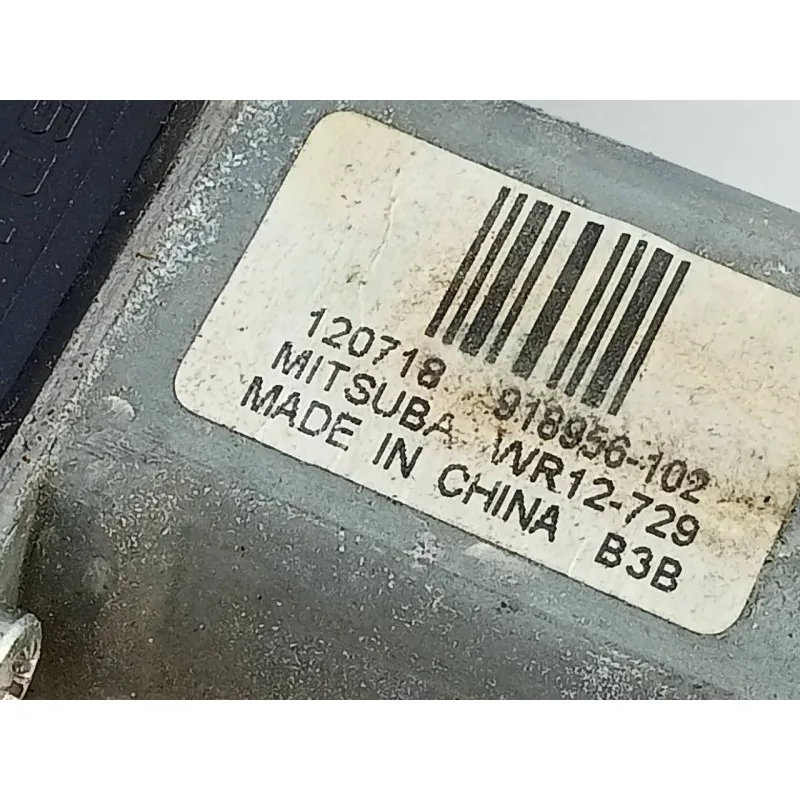 120718 918956-102
MITSUBA WR12-729
MADE IN CHINA B3B